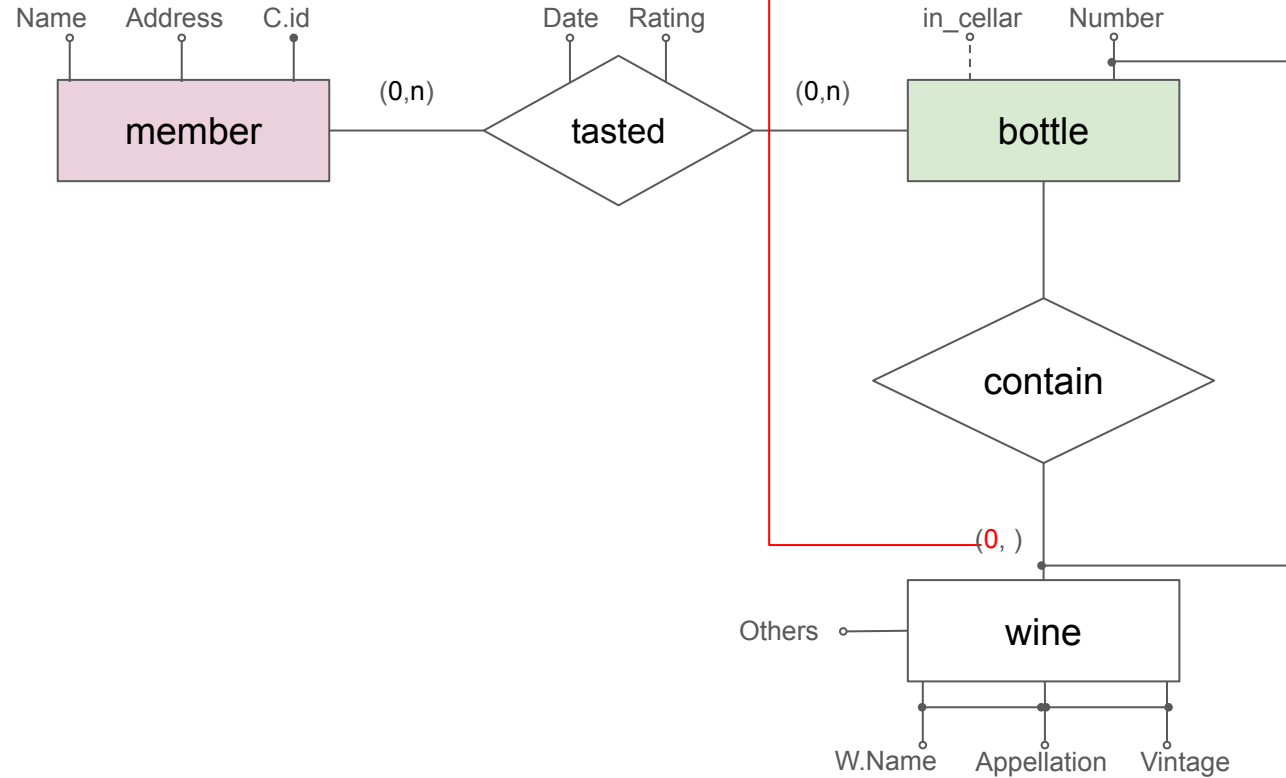 Name Address C.id Date Rating in_cellar Number
(0,n) (0,n)
member tasted bottle
contain
(0, )
Others wine
W.Name Appellation Vintage